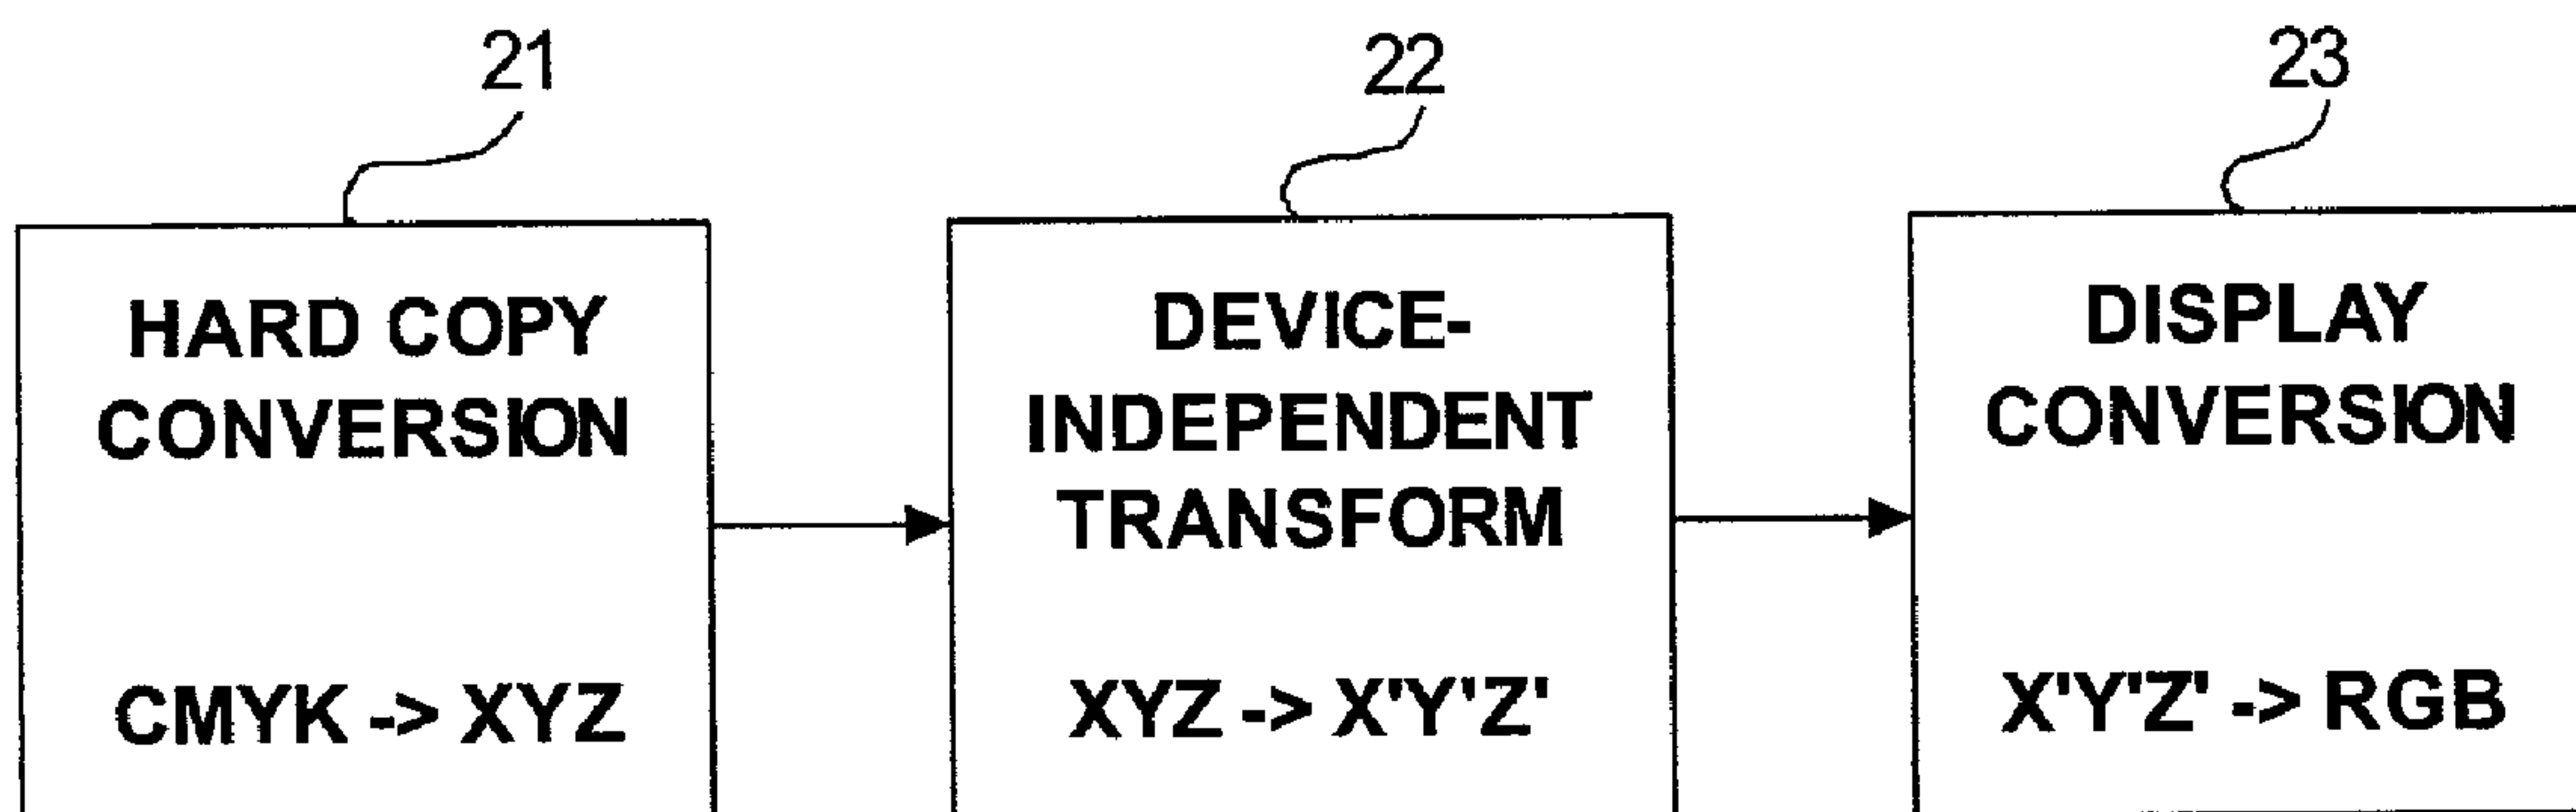 21
22
23
HARD COPY
CONVERSION
CMYK -> XYZ
DEVICE-
INDEPENDENT
TRANSFORM
XYZ -> X'Y'Z'
DISPLAY
CONVERSION
X'Y'Z' -> RGB